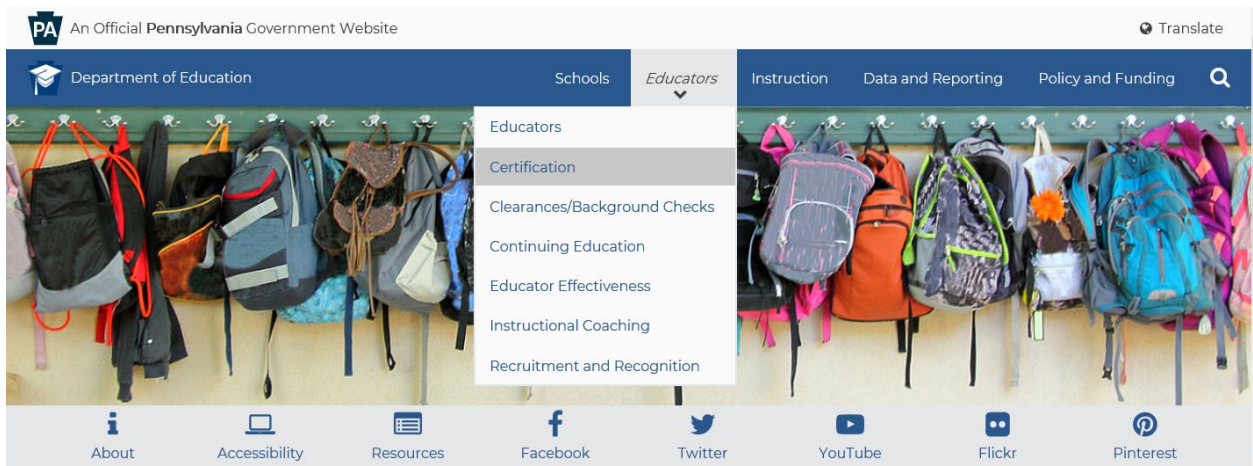 PA An Official Pennsylvania Government Website Translate
Department of Education Schools Educators Instruction Data and Reporting Policy and Funding
Educators
Certification
Clearances/Background Checks
Continuing Education
Educator Effectiveness
Instructional Coaching
Recruitment and Recognition
About Accessibility Resources Facebook Twitter YouTube Flickr Pinterest